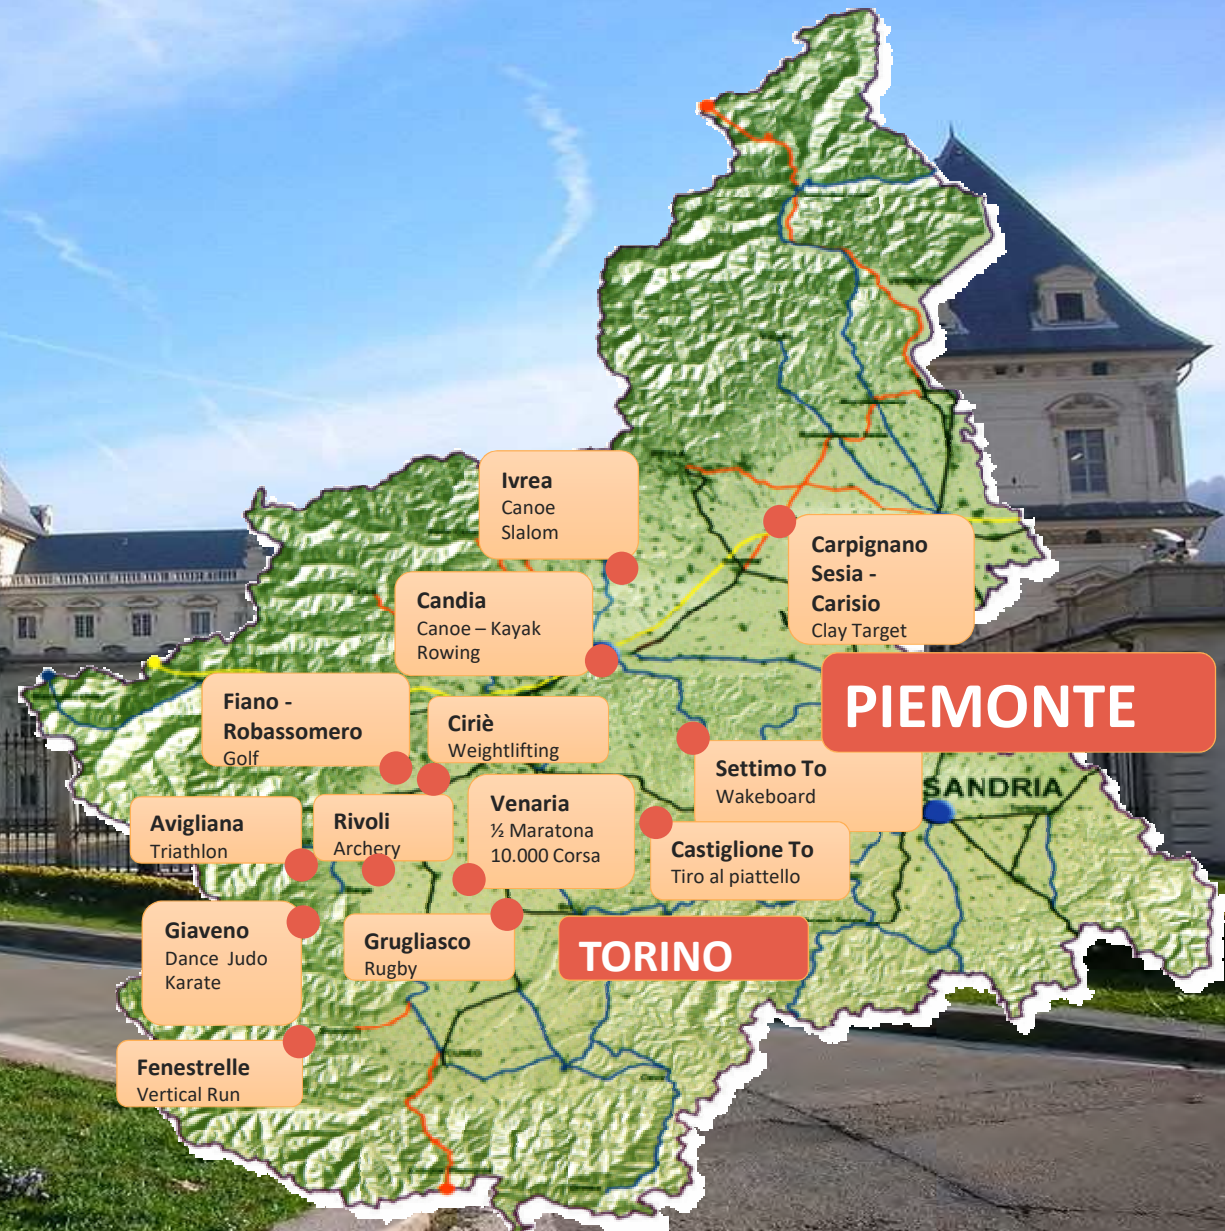 Ivrea
Canoe
Slalom
Carpignano
Sesia -
Carisio
Clay Target
Candia
Canoe – Kayak
Rowing
PIEMONTE
Fiano -
Robassomero
Golf
Ciriè
Weightlifting
Settimo To
Wakeboard
SANDRIA
Avigliana
Triathlon
Rivoli
Archery
Venaria
½ Maratona
10.000 Corsa
Castiglione To
Tiro al piattello
Giaveno
Dance Judo
Karate
Grugliasco
Rugby
TORINO
Fenestrelle
Vertical Run